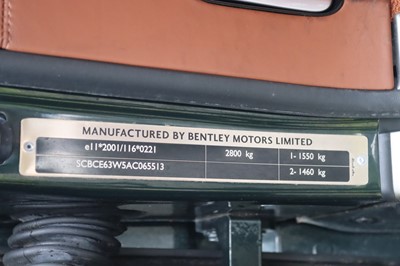 MANUFACTURED BY BENTLEY MOTORS LIMITED
e11*2001/116*0221 2800 kg 1- 1550 kg
SCBCE63W5AC065513 2- 1460 kg